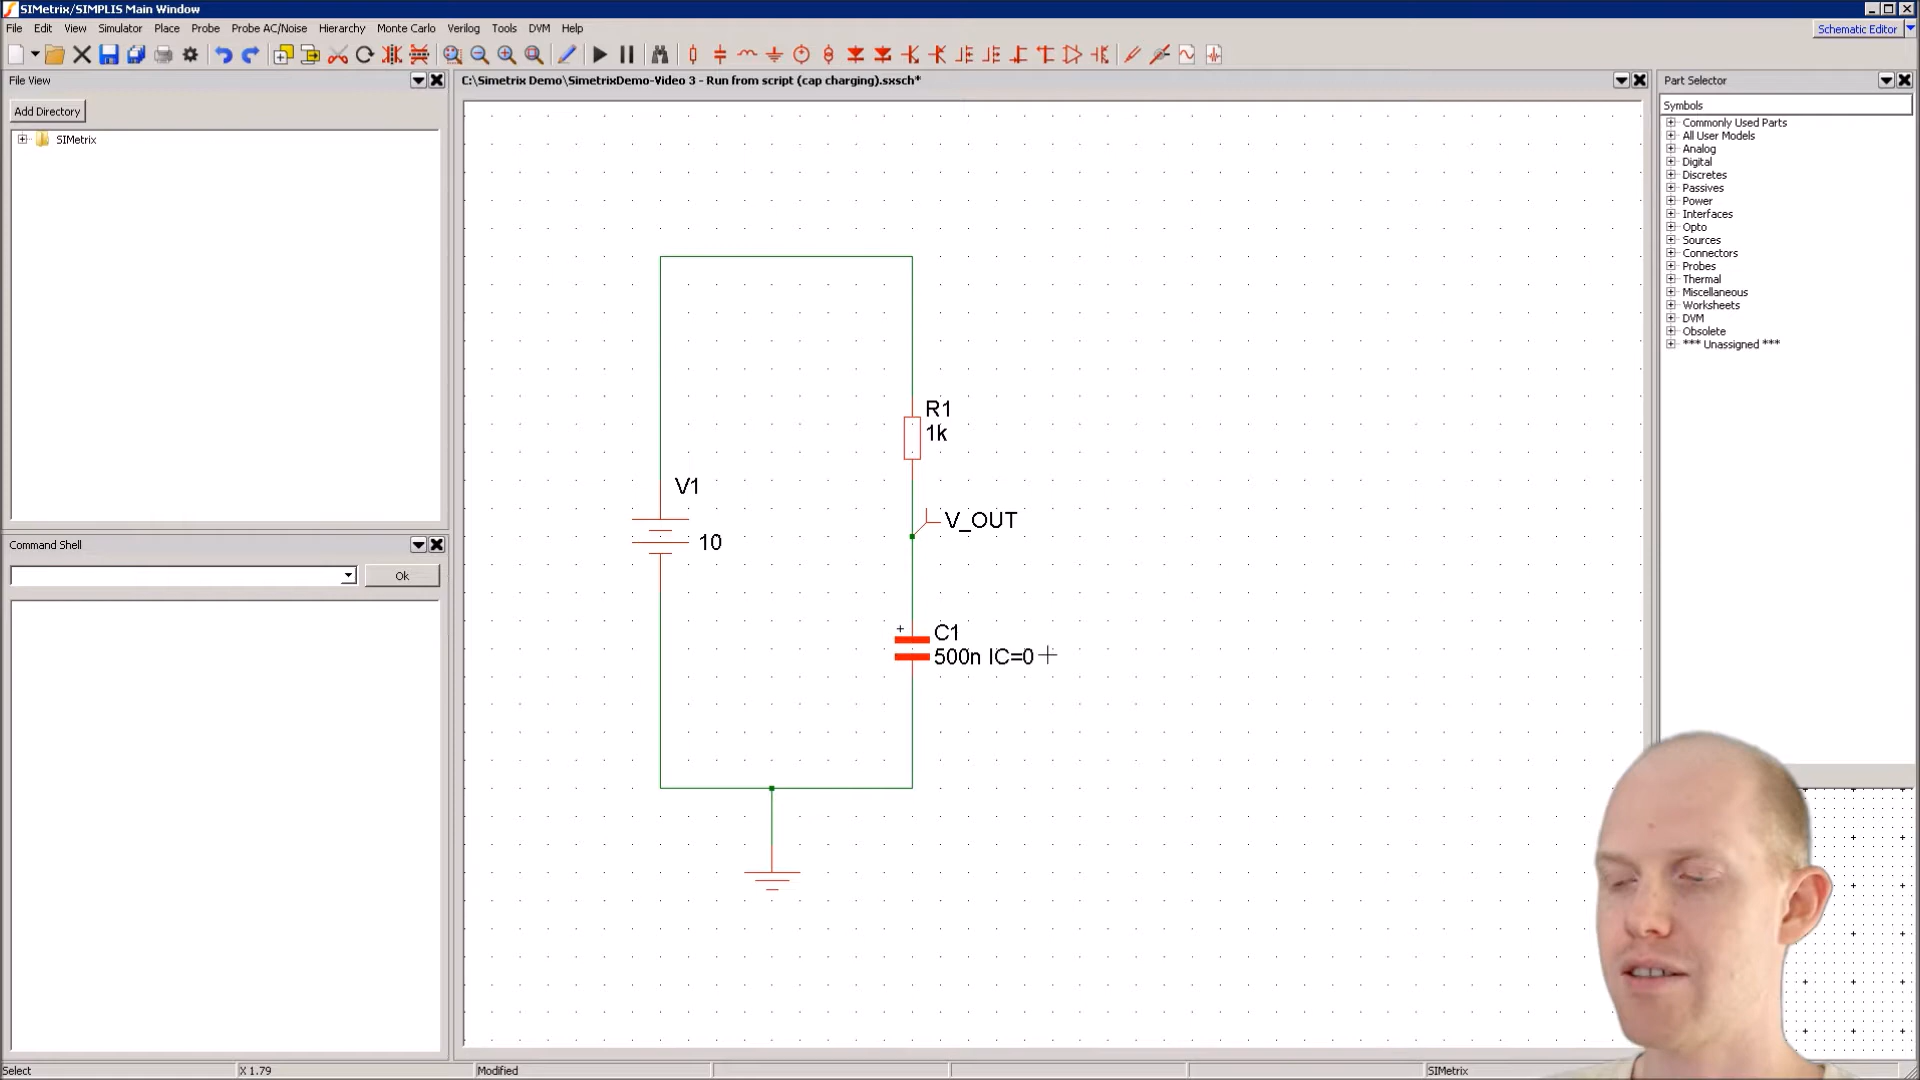 SIMetrix/SIMPLIS Main Window
File Edit View Simulator Place Probe Probe AC/Noise Hierarchy Monte Carlo Verilog Tools DVM Help
Schematic Editor
File View
C:\Simetrix Demo\SimetrixDemo-Video 3 - Run from script (cap charging).sxsch*
Part Selector
Add Directory
SIMetrix
Symbols
Commonly Used Parts
All User Models
Analog
Digital
Discretes
Passives
Power
Interfaces
Opto
Sources
Connectors
Probes
Thermal
Miscellaneous
Worksheets
DVM
Obsolete
*** Unassigned ***
R1
1k
V1
10
V_OUT
+
C1
500n IC=0
Command Shell
Ok
Select
X 1.79
Modified
SIMetrix